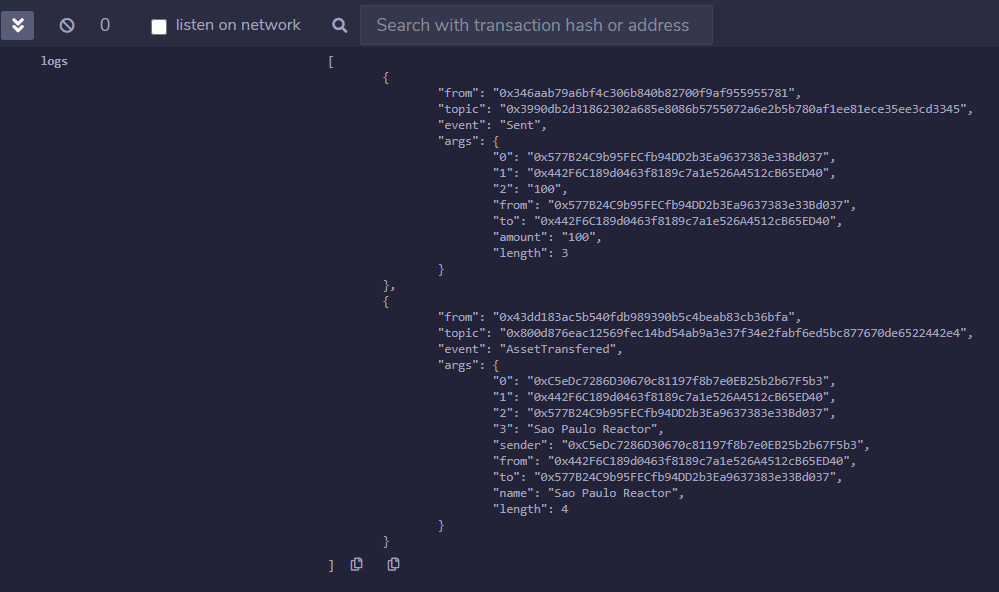 0 listen on network Search with transaction hash or address
logs [
{
"from": "0x346aab79a6bf4c306b840b82700f9af955955781",
"topic": "0x3990db2d31862302a685e8086b5755072a6e2b5b780af1ee81ece35ee3cd3345",
"event": "Sent",
"args": {
"0": "0x577B24C9b95FECfb94DD2b3Ea9637383e33Bd037",
"1": "0x442F6C189d0463f8189c7a1e526A4512cB65ED40",
"2": "100",
"from": "0x577B24C9b95FECfb94DD2b3Ea9637383e33Bd037",
"to": "0x442F6C189d0463f8189c7a1e526A4512cB65ED40",
"amount": "100",
"length": 3
}
},
{
"from": "0x43dd183ac5b540fdb989390b5c4beab83cb36bfa",
"topic": "0x800d876eac12569fec14bd54ab9a3e37f34e2fabf6ed5bc877670de6522442e4",
"event": "AssetTransfered",
"args": {
"0": "0xC5eDc7286D30670c81197f8b7e0EB25b2b67F5b3",
"1": "0x442F6C189d0463f8189c7a1e526A4512cB65ED40",
"2": "0x577B24C9b95FECfb94DD2b3Ea9637383e33Bd037",
"3": "Sao Paulo Reactor",
"sender": "0xC5eDc7286D30670c81197f8b7e0EB25b2b67F5b3",
"from": "0x442F6C189d0463f8189c7a1e526A4512cB65ED40",
"to": "0x577B24C9b95FECfb94DD2b3Ea9637383e33Bd037",
"name": "Sao Paulo Reactor",
"length": 4
}
}
]